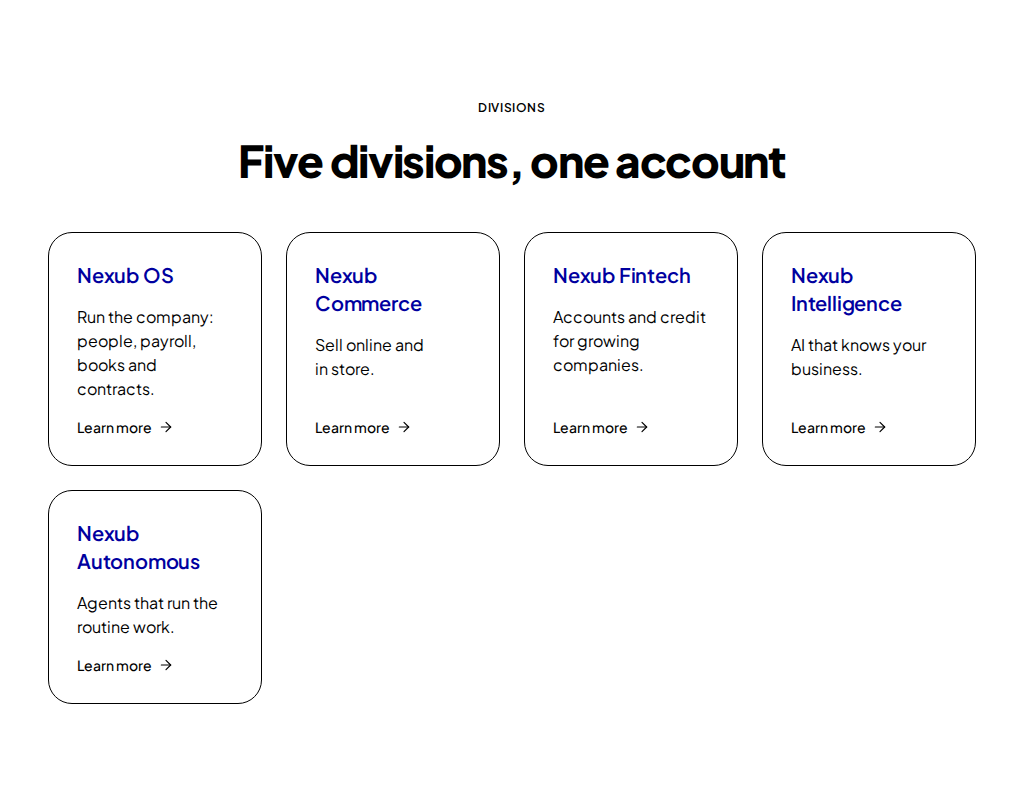 DIVISIONS
Five divisions, one account
Nexub OS
Run the company:
people, payroll,
books and
contracts.
Learn more
Nexub
Commerce
Sell online and
in store.
Learn more
Nexub Fintech
Accounts and credit
for growing
companies.
Learn more
Nexub
Intelligence
AI that knows your
business.
Learn more
Nexub
Autonomous
Agents that run the
routine work.
Learn more